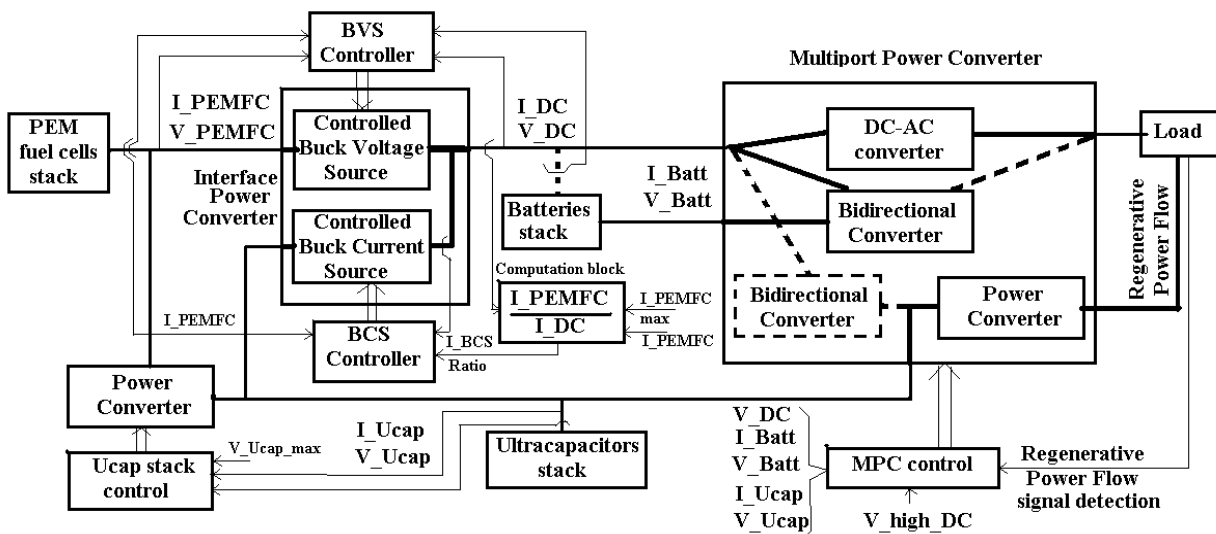 BVS
Controller
Multiport Power Converter
I_PEMFC
V_PEMFC
I_DC
V_DC
PEM
fuel cells
stack
Controlled
Buck Voltage
Source
DC-AC
converter
Load
Interface
Power
Converter
I_Batt
V_Batt
Batteries
stack
Bidirectional
Converter
Regenerative
Power Flow
Controlled
Buck Current
Source
Computation block
I_PEMFC
I_DC
I_PEMFC
max
I_PEMFC
Bidirectional
Converter
Power
Converter
I_PEMFC
BCS
Controller
I_BCS
Ratio
Power
Converter
I_Ucap
V_Ucap
V_Ucap_max
Ucap stack
control
Ultracapacitors
stack
V_DC
I_Batt
V_Batt
I_Ucap
V_Ucap
MPC control
V_high_DC
Regenerative
Power Flow
signal detection